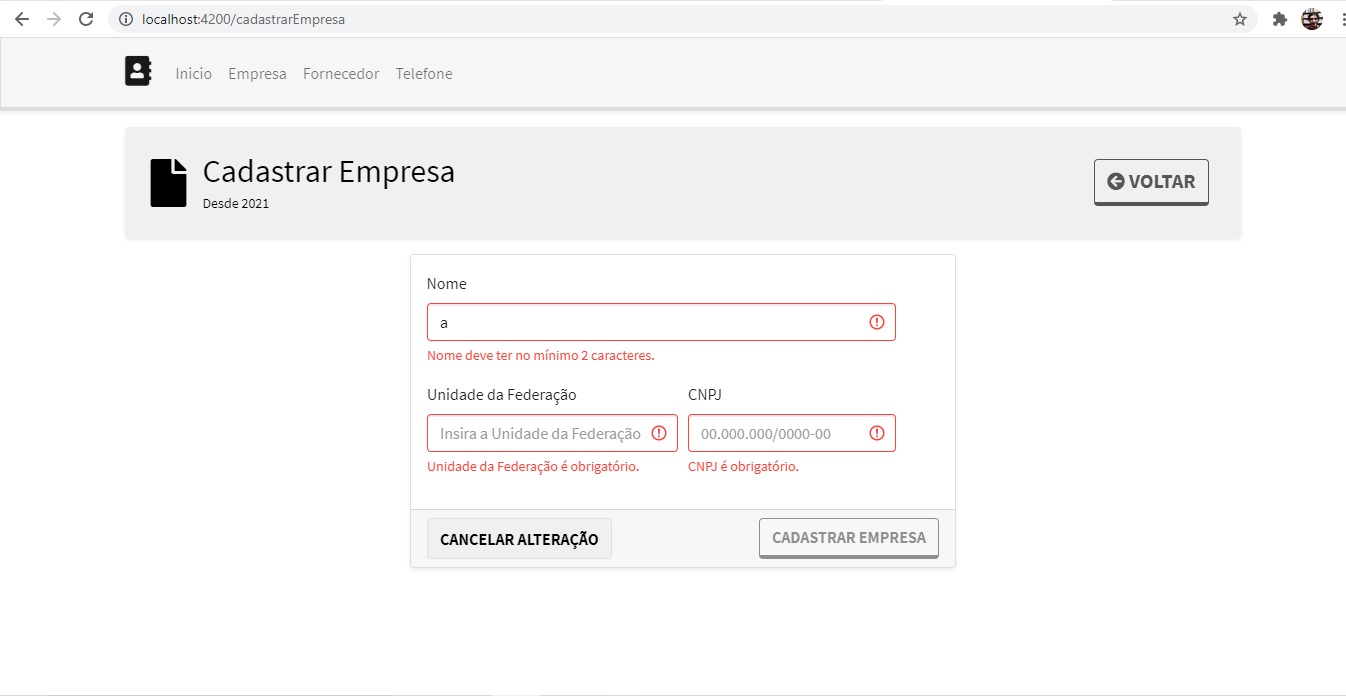 localhost:4200/cadastrarEmpresa
Inicio Empresa Fornecedor Telefone
Cadastrar Empresa
Desde 2021
VOLTAR
Nome
a
Nome deve ter no mínimo 2 caracteres.
Unidade da Federação CNPJ
Insira a Unidade da Federação 00.000.000/0000-00
Unidade da Federação é obrigatório. CNPJ é obrigatório.
CANCELAR ALTERAÇÃO CADASTRAR EMPRESA